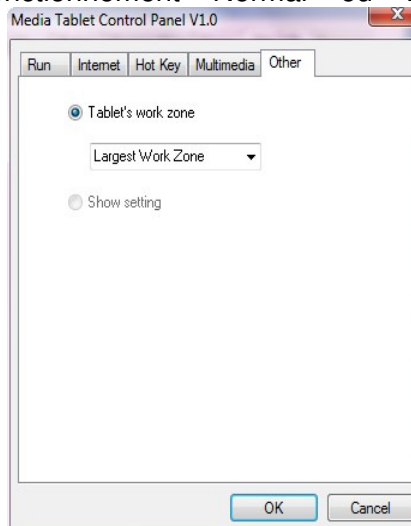 Media Tablet Control Panel V1.0
Run Internet Hot Key Multimedia Other
Tablet's work zone
Largest Work Zone
Show setting
OK Cancel